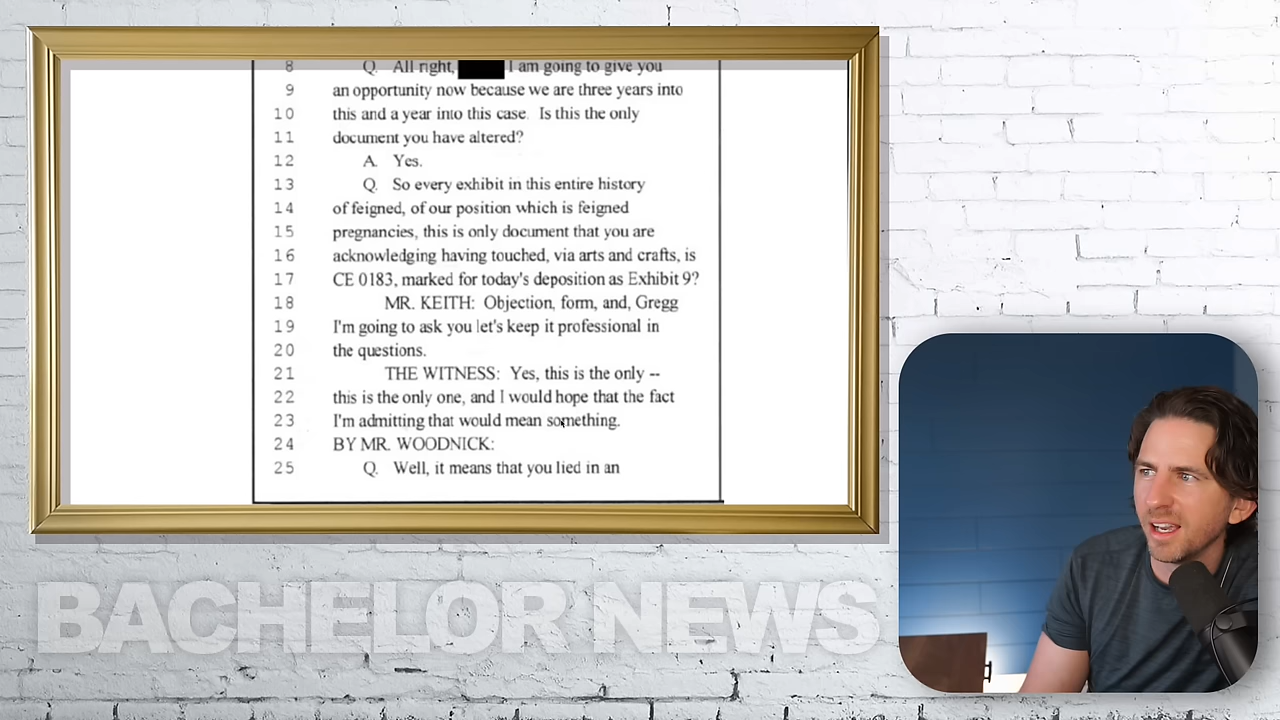 8 Q. All right, I am going to give you
9 an opportunity now because we are three years into
10 this and a year into this case. Is this the only
11 document you have altered?
12 A. Yes.
13 Q. So every exhibit in this entire history
14 of feigned, of our position which is feigned
15 pregnancies, this is only document that you are
16 acknowledging having touched, via arts and crafts, is
17 CE 0183, marked for today's deposition as Exhibit 9?
18 MR. KEITH: Objection, form, and, Gregg
19 I'm going to ask you let's keep it professional in
20 the questions.
21 THE WITNESS: Yes, this is the only --
22 this is the only one, and I would hope that the fact
23 I'm admitting that would mean something.
24 BY MR. WOODNICK:
25 Q. Well, it means that you lied in an
BACHELOR NEWS